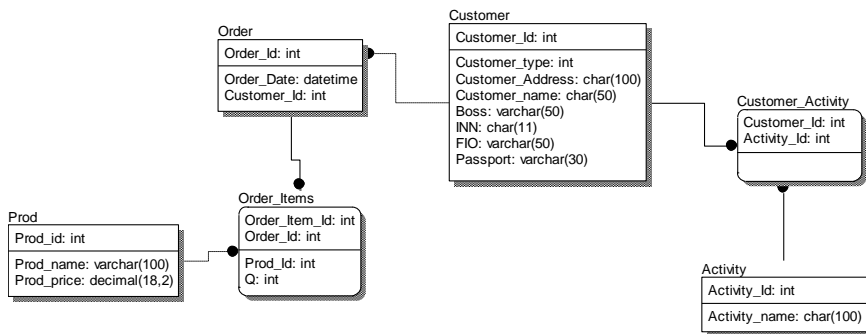 Customer
Customer_Id: int
Customer_type: int
Customer_Address: char(100)
Customer_name: char(50)
Boss: varchar(50)
INN: char(11)
FIO: varchar(50)
Passport: varchar(30)
Order
Order_Id: int
Order_Date: datetime
Customer_Id: int
Customer_Activity
Customer_Id: int
Activity_Id: int
Order_Items
Order_Item_Id: int
Order_Id: int
Prod_Id: int
Q: int
Prod
Prod_id: int
Prod_name: varchar(100)
Prod_price: decimal(18,2)
Activity
Activity_Id: int
Activity_name: char(100)